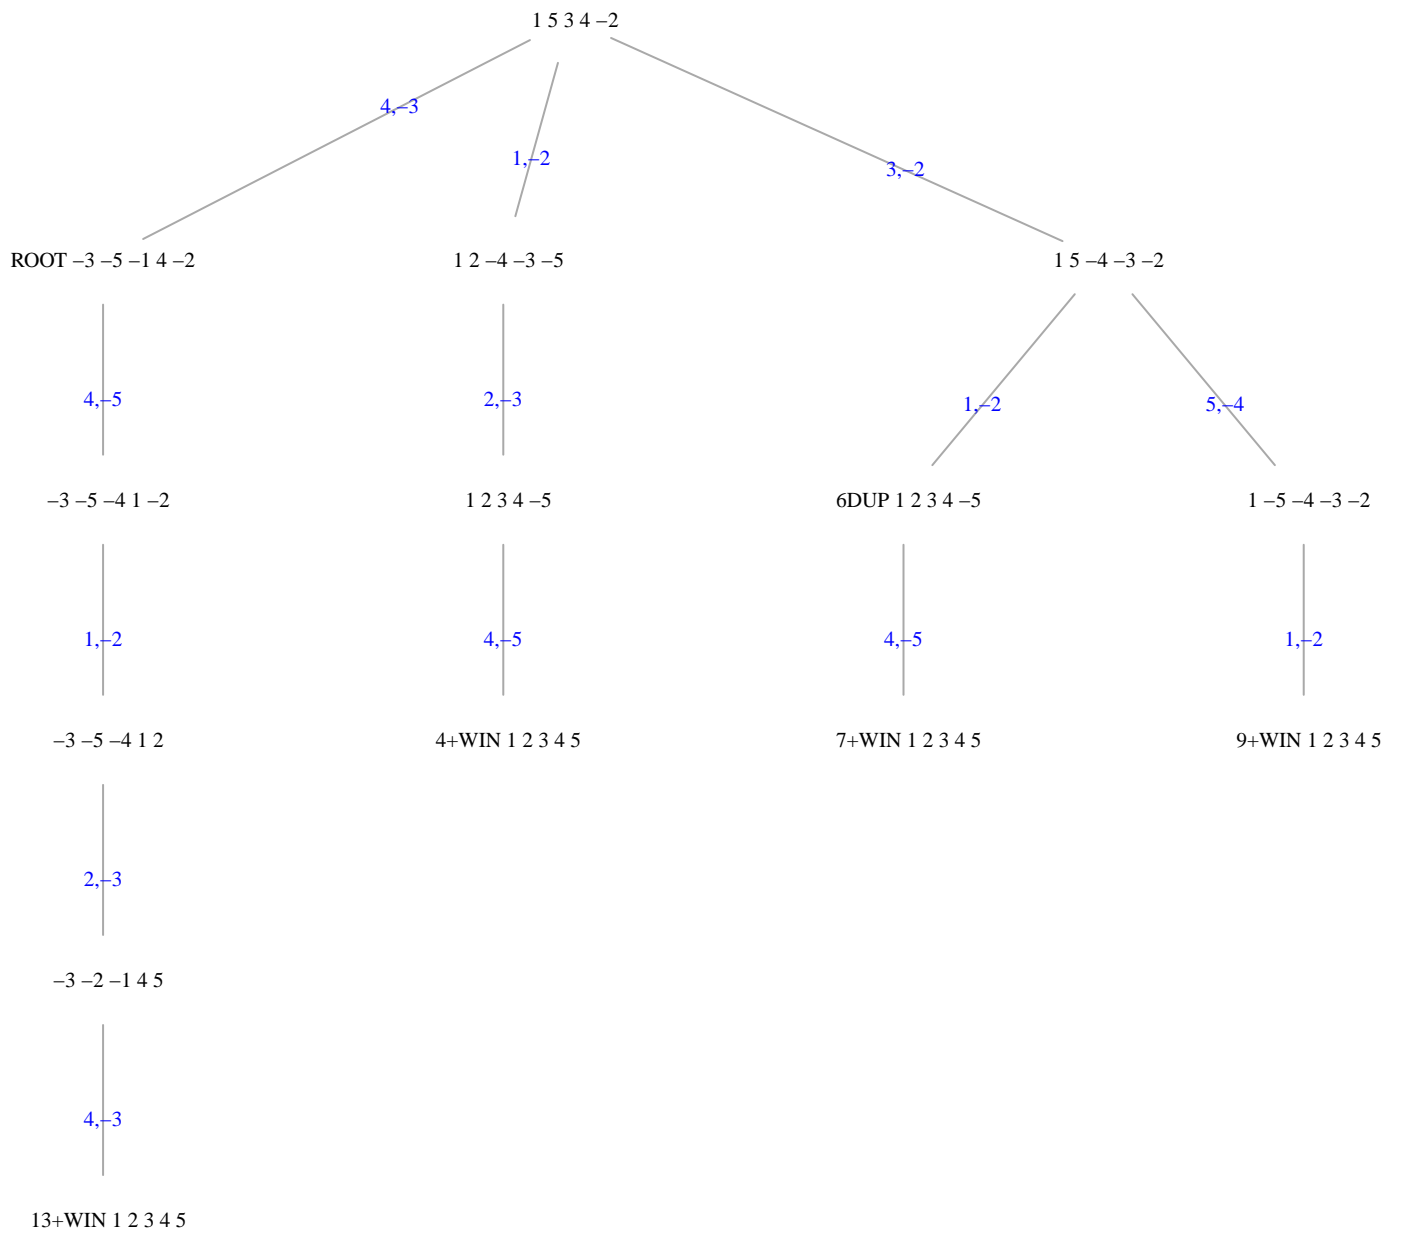 1 5 3 4 –2
4,–3
1,–2
3,–2
ROOT –3 –5 –1 4 –2
1 2 –4 –3 –5
1 5 –4 –3 –2
4,–5
2,–3
1,–2
5,–4
–3 –5 –4 1 –2
1 2 3 4 –5
6DUP 1 2 3 4 –5
1 –5 –4 –3 –2
1,–2
4,–5
4,–5
1,–2
–3 –5 –4 1 2
4+WIN 1 2 3 4 5
7+WIN 1 2 3 4 5
9+WIN 1 2 3 4 5
2,–3
–3 –2 –1 4 5
4,–3
13+WIN 1 2 3 4 5